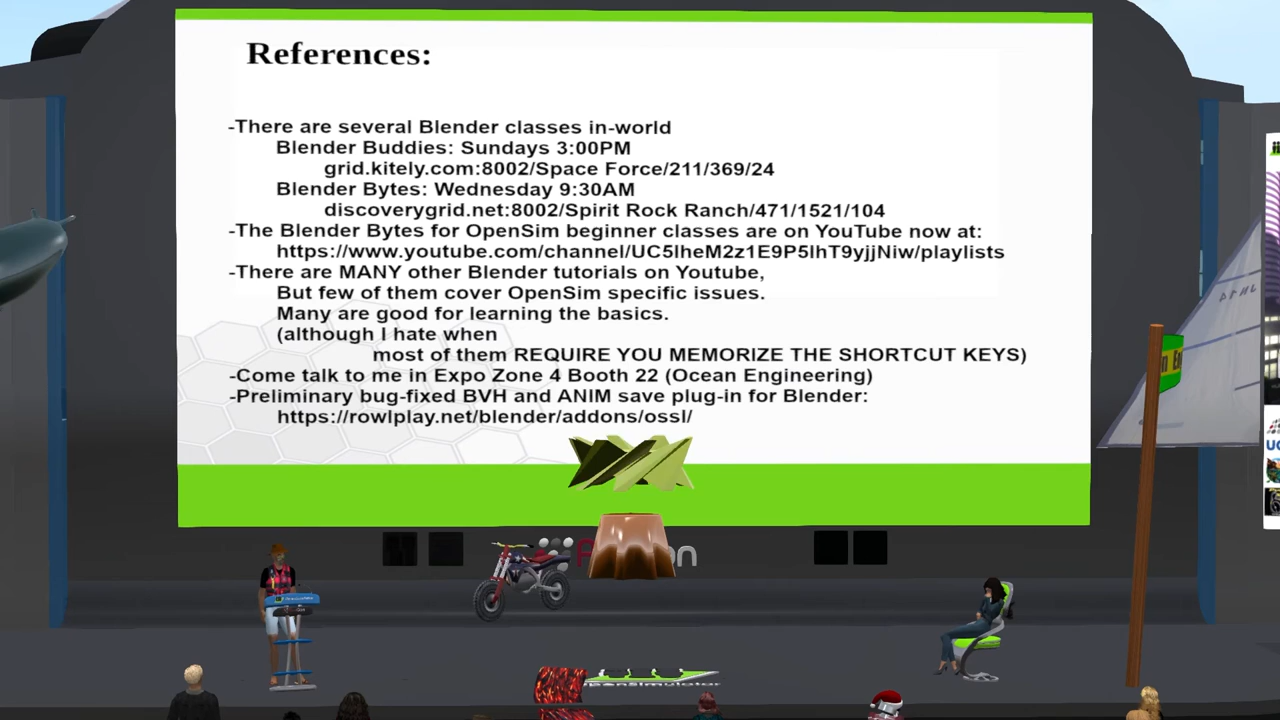 References:
-There are several Blender classes in-world
Blender Buddies: Sundays 3:00PM
grid.kitely.com:8002/Space Force/211/369/24
Blender Bytes: Wednesday 9:30AM
discoverygrid.net:8002/Spirit Rock Ranch/471/1521/104
-The Blender Bytes for OpenSim beginner classes are on YouTube now at:
https://www.youtube.com/channel/UC5lheM2z1E9P5lhT9yjjNiw/playlists
-There are MANY other Blender tutorials on Youtube,
But few of them cover OpenSim specific issues.
Many are good for learning the basics.
(although I hate when
most of them REQUIRE YOU MEMORIZE THE SHORTCUT KEYS)
-Come talk to me in Expo Zone 4 Booth 22 (Ocean Engineering)
-Preliminary bug-fixed BVH and ANIM save plug-in for Blender:
https://rowlplay.net/blender/addons/ossl/